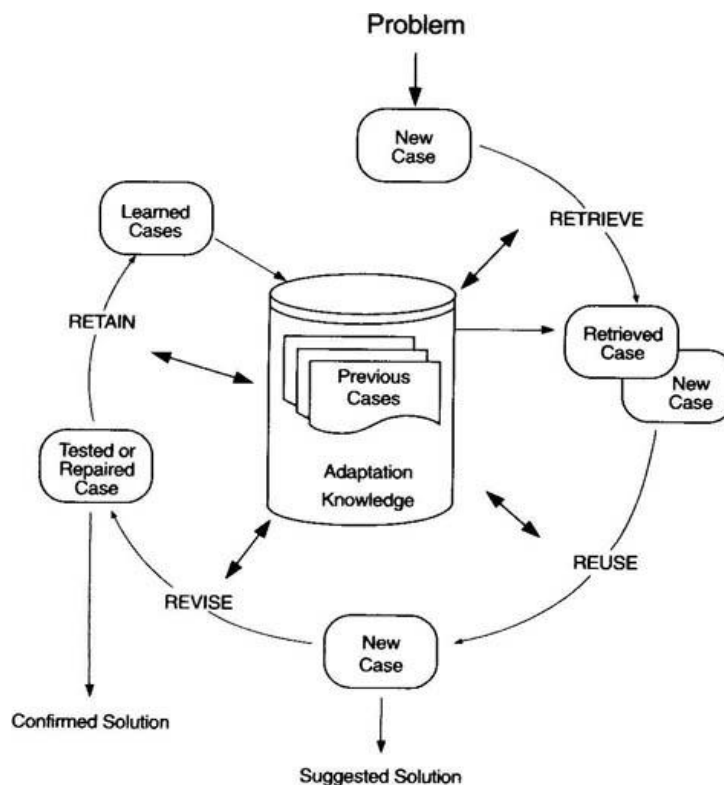 Problem
New
Case
RETRIEVE
Learned
Cases
RETAIN
Previous
Cases
Adaptation
Knowledge
Retrieved
Case
New
Case
Tested or
Repaired
Case
REUSE
REVISE
New
Case
Confirmed Solution
Suggested Solution